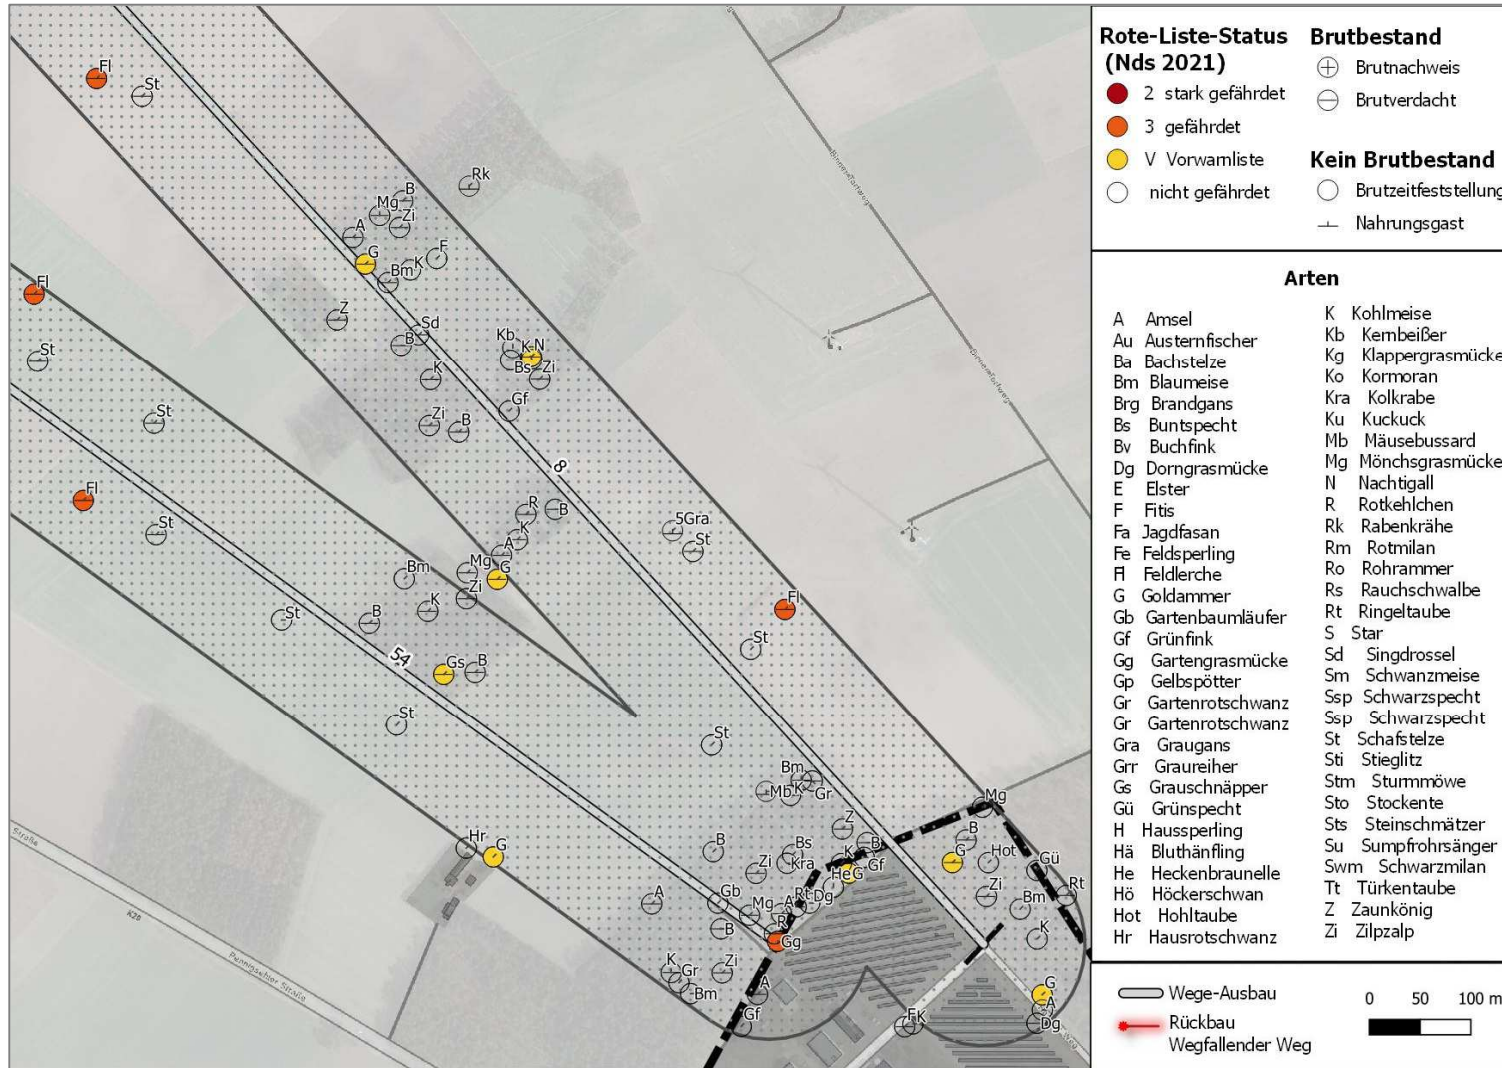 Fl
St
Rk
B
Mg
Zi
A
G
F
K
Bm
Fl
Z
Sd
B
Kb
K
N
St
K
Bs
Zi
Gf
St
Zi
B
8
Fl
R
B
5Gra
K
St
St
A
Mg
G
Bm
Zi
Fl
K
St
B
St
54
Gs
B
St
St
Bm
Mb
K
Gr
Mg
Z
B
Hr
G
B
Bs
K
B
Gf
G
Hot
Gü
Zi
Kra
He
G
Rt
A
Gb
Mg
A
Rt
Dg
Zi
Bm
B
R
Gg
K
K
Gr
Zi
Bm
A
G
A
Gf
F
K
Dg
Straße
K20
Pennigsehler Straße
Weg
Rote-Liste-Status
(Nds 2021)
2 stark gefährdet
3 gefährdet
V Vorwarnliste
nicht gefährdet
Brutbestand
Brutnachweis
Brutverdacht
Kein Brutbestand
Brutzeitfeststellung
Nahrungsgast
Arten
A Amsel
Au Austernfischer
Ba Bachstelze
Bm Blaumeise
Brg Brandgans
Bs Buntspecht
Bv Buchfink
Dg Dorngrasmücke
E Elster
F Fitis
Fa Jagdfasan
Fe Feldsperling
Fl Feldlerche
G Goldammer
Gb Gartenbaumläufer
Gf Grünfink
Gg Gartengrasmücke
Gp Gelbspötter
Gr Gartenrotschwanz
Gr Gartenrotschwanz
Gra Graugans
Grr Graureiher
Gs Grauschnäpper
Gü Grünspecht
H Haussperling
Hä Bluthänfling
He Heckenbraunelle
Hö Höckerschwan
Hot Hohltaube
Hr Hausrotschwanz
K Kohlmeise
Kb Kernbeißer
Kg Klappergrasmücke
Ko Kormoran
Kra Kolkrabe
Ku Kuckuck
Mb Mäusebussard
Mg Mönchsgrasmücke
N Nachtigall
R Rotkehlchen
Rk Rabenkrähe
Rm Rotmilan
Ro Rohrammer
Rs Rauchschwalbe
Rt Ringeltaube
S Star
Sd Singdrossel
Sm Schwanzmeise
Ssp Schwarzspecht
Ssp Schwarzspecht
St Schafstelze
Sti Stieglitz
Stm Sturmmöwe
Sto Stockente
Sts Steinschmätzer
Su Sumpfrohrsänger
Swm Schwarzmilan
Tt Türkentaube
Z Zaunkönig
Zi Zilpzalp
Wege-Ausbau
Rückbau
Wegfallender Weg
0 50 100 m